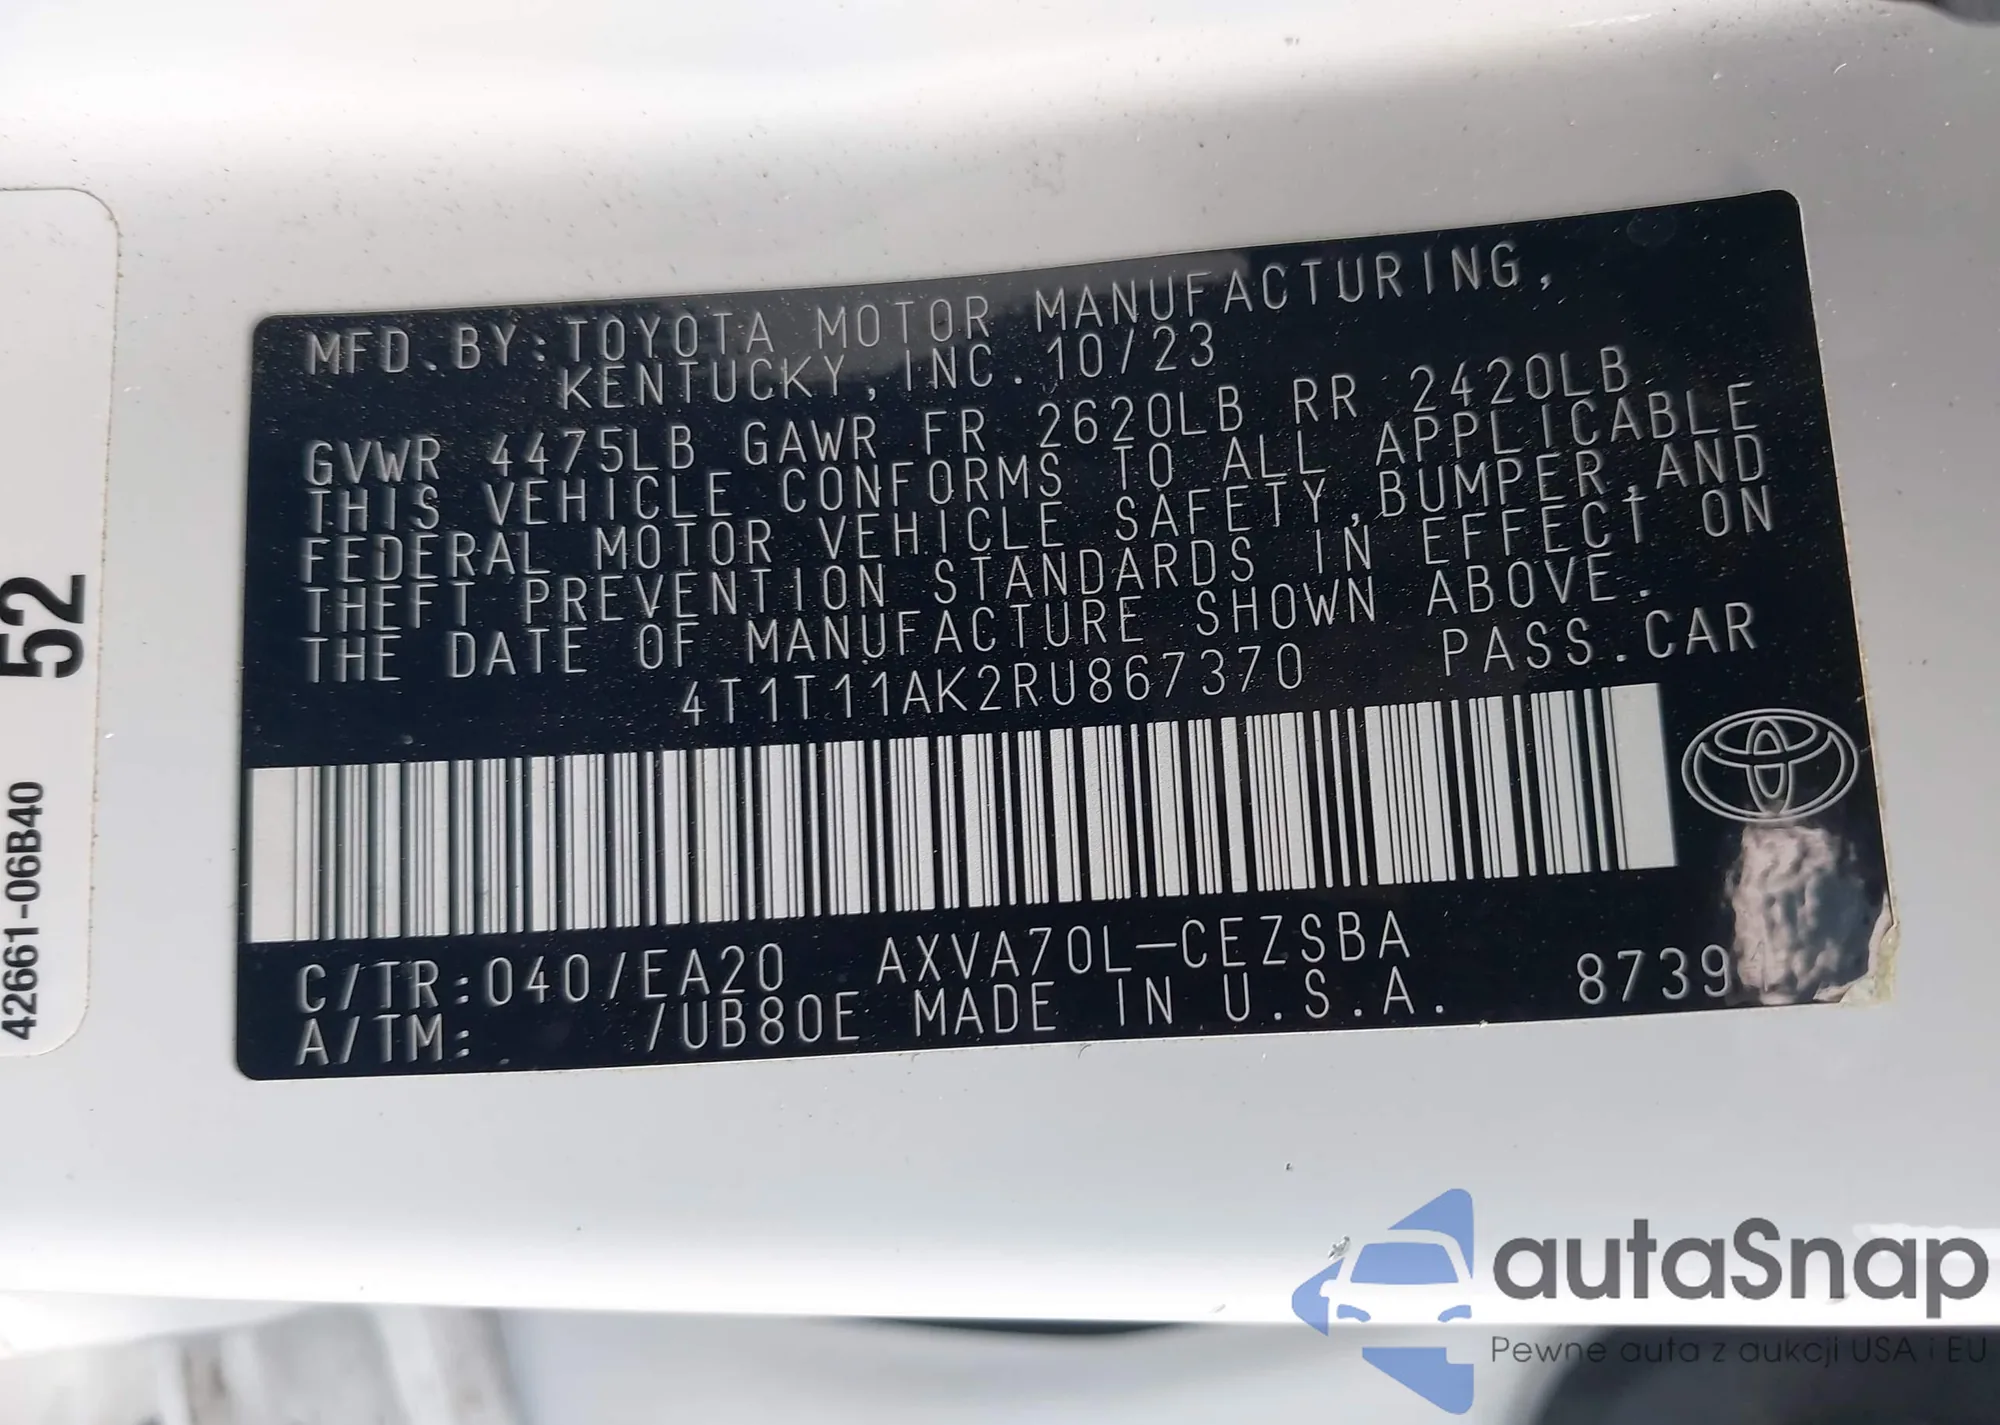 MFD.BY:TOYOTA MOTOR MANUFACTURING,
KENTUCKY,INC.10/23
GVWR 4475LB GAWR FR 2620LB RR 2420LB
THIS VEHICLE CONFORMS TO ALL APPLICABLE
FEDERAL MOTOR VEHICLE SAFETY,BUMPER,AND
THEFT PREVENTION STANDARDS IN EFFECT ON
THE DATE OF MANUFACTURE SHOWN ABOVE.
4T1T11AK2RU867370 PASS.CAR
C/TR:040/EA20 AXVA70L-CEZSBA
A/TM: /UB80E MADE IN U.S.A.
52
42661-06B40
autaSnap
Pewne auta z aukcji USA i EU